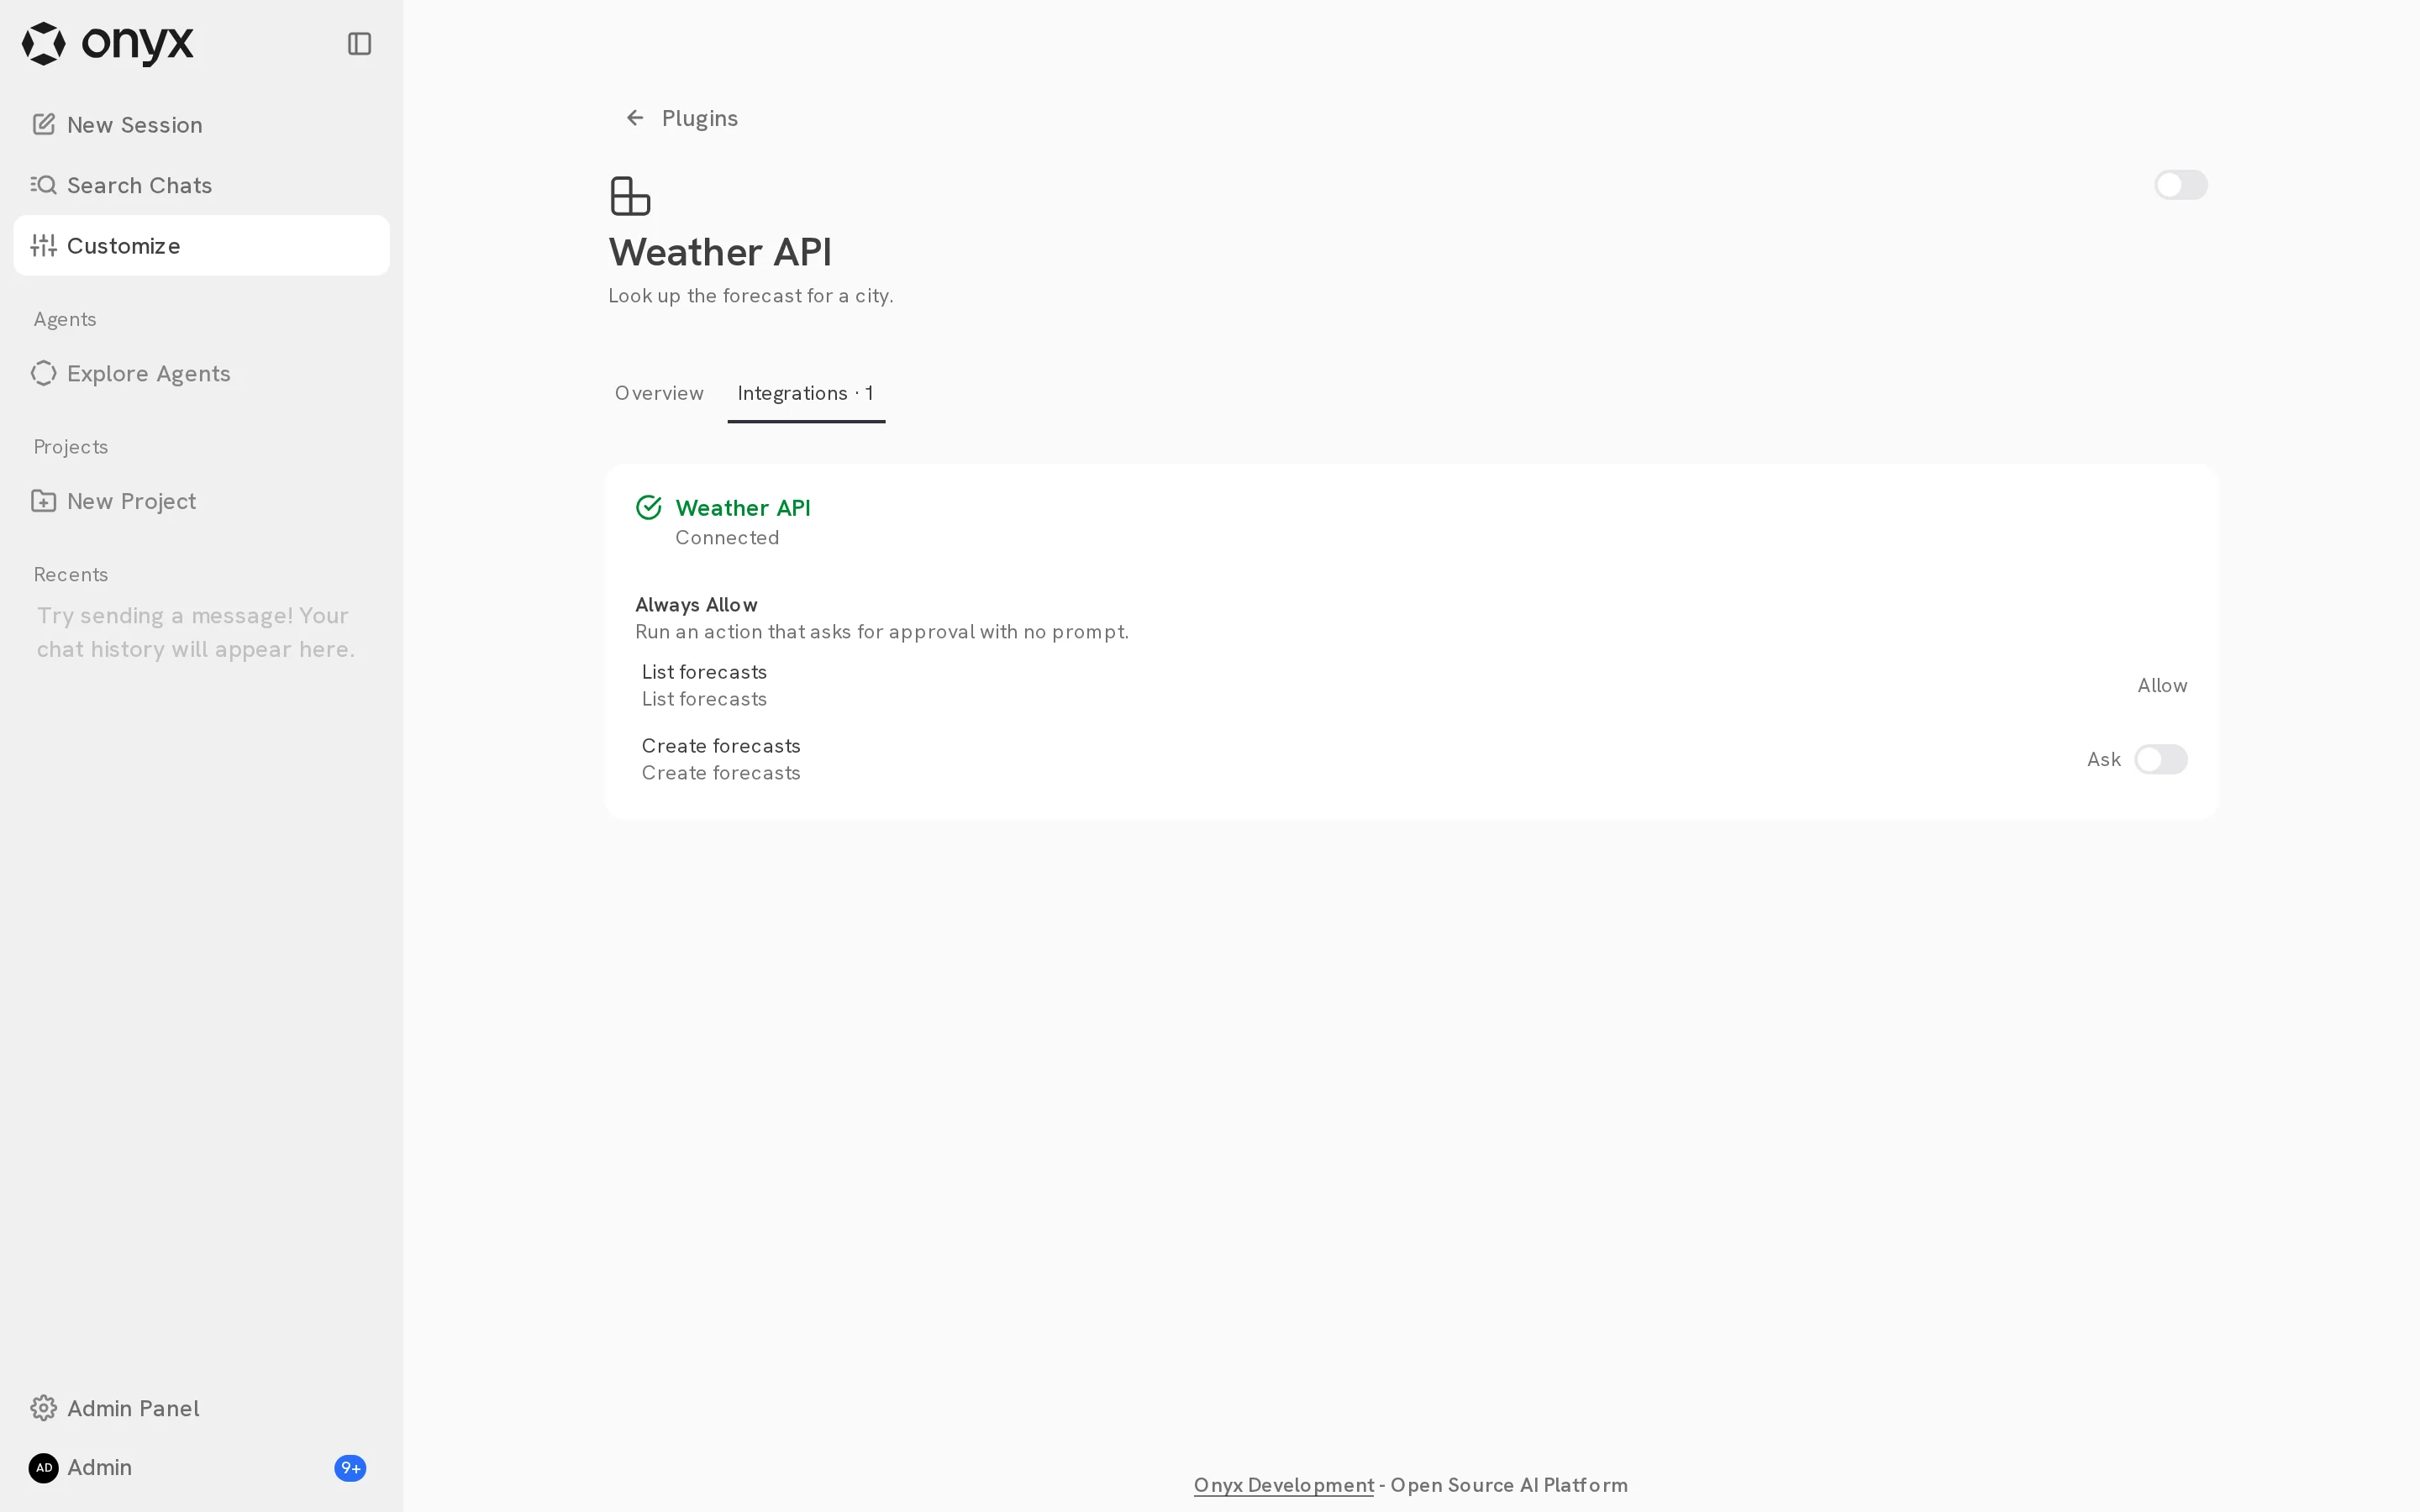 onyx
New Session
Search Chats
Customize
Agents
Explore Agents
Projects
New Project
Recents
Try sending a message! Your
chat history will appear here.
Admin Panel
AD Admin 9+
Plugins
Weather API
Look up the forecast for a city.
Overview Integrations · 1
Weather API
Connected
Always Allow
Run an action that asks for approval with no prompt.
List forecasts
List forecasts
Allow
Create forecasts
Create forecasts
Ask
Onyx Development - Open Source AI Platform